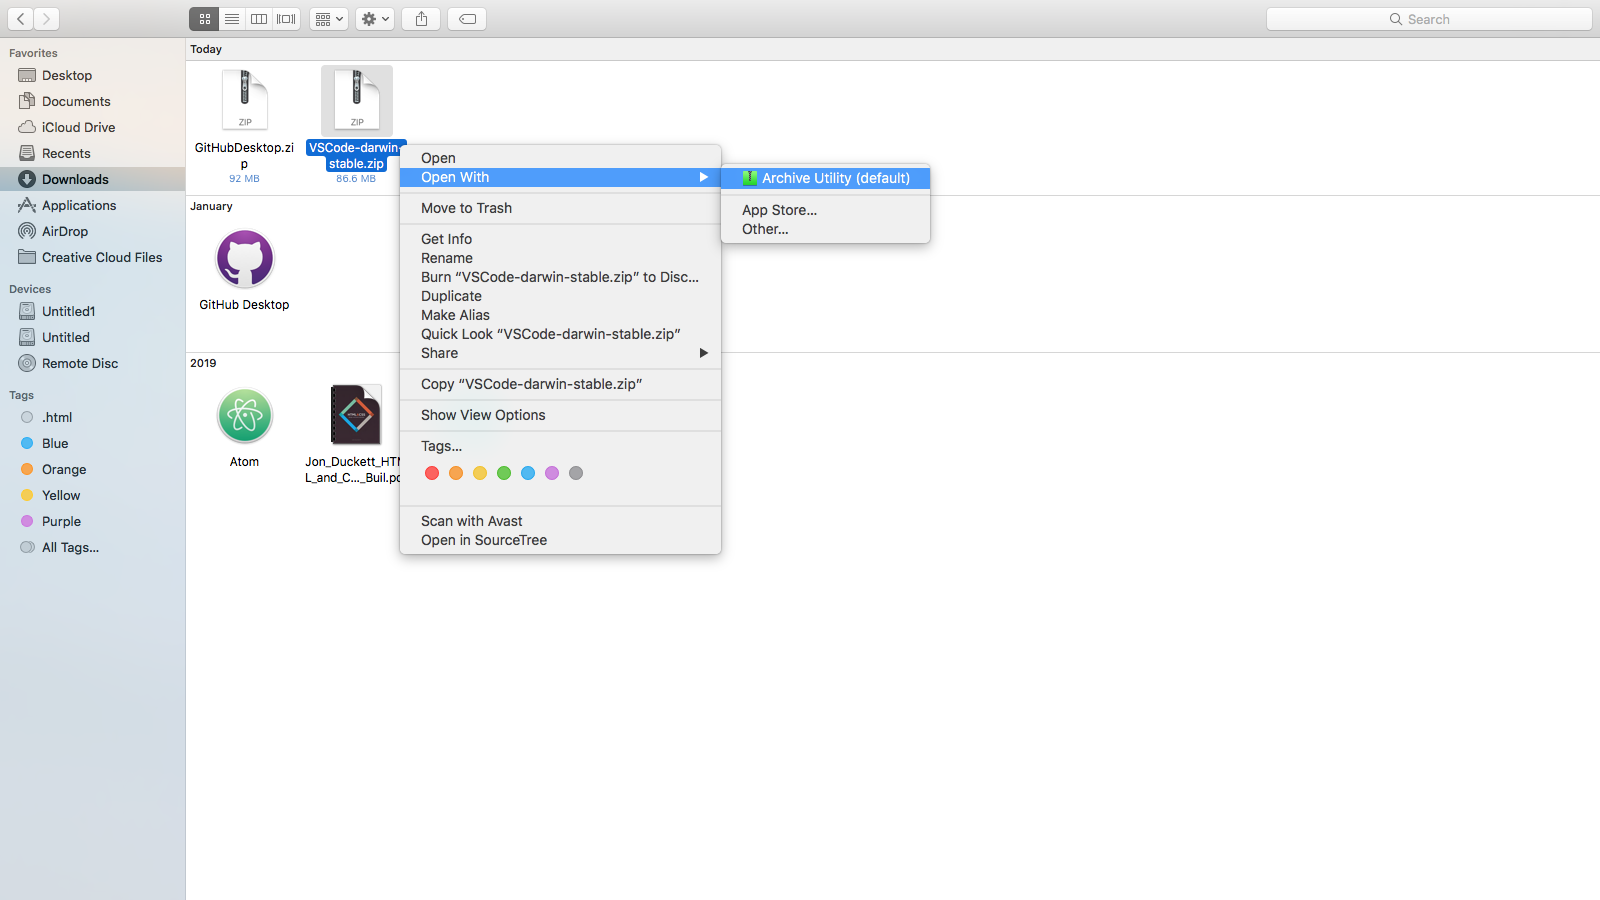 Search
Favorites
Desktop
Documents
iCloud Drive
Recents
Downloads
Applications
AirDrop
Creative Cloud Files
Devices
Untitled1
Untitled
Remote Disc
Tags
.html
Blue
Orange
Yellow
Purple
All Tags...
Today
ZIP
GitHubDesktop.zi
p
92 MB
ZIP
VSCode-darwin-
stable.zip
86.6 MB
January
GitHub Desktop
2019
Atom
Jon_Duckett_HTM
L_and_C..._Buil.pd
Open
Open With
Move to Trash
Get Info
Rename
Burn “VSCode-darwin-stable.zip” to Disc...
Duplicate
Make Alias
Quick Look “VSCode-darwin-stable.zip”
Share
Copy “VSCode-darwin-stable.zip”
Show View Options
Tags...
Scan with Avast
Open in SourceTree
Archive Utility (default)
App Store...
Other...